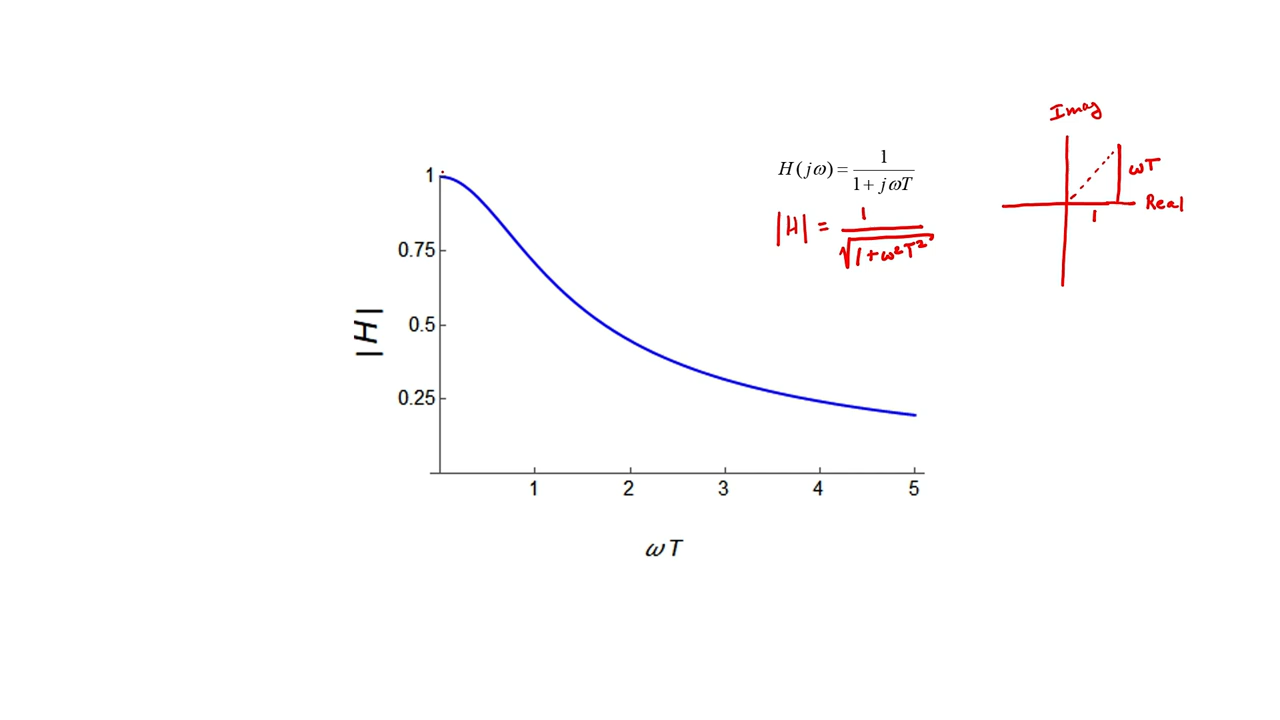 Imag
H(jω) = 1 / (1 + jωT)
ωT
Real
1
|H| = 1 / √(1+ω²T²)
1
0.75
0.5
0.25
|H|
1 2 3 4 5
ωT